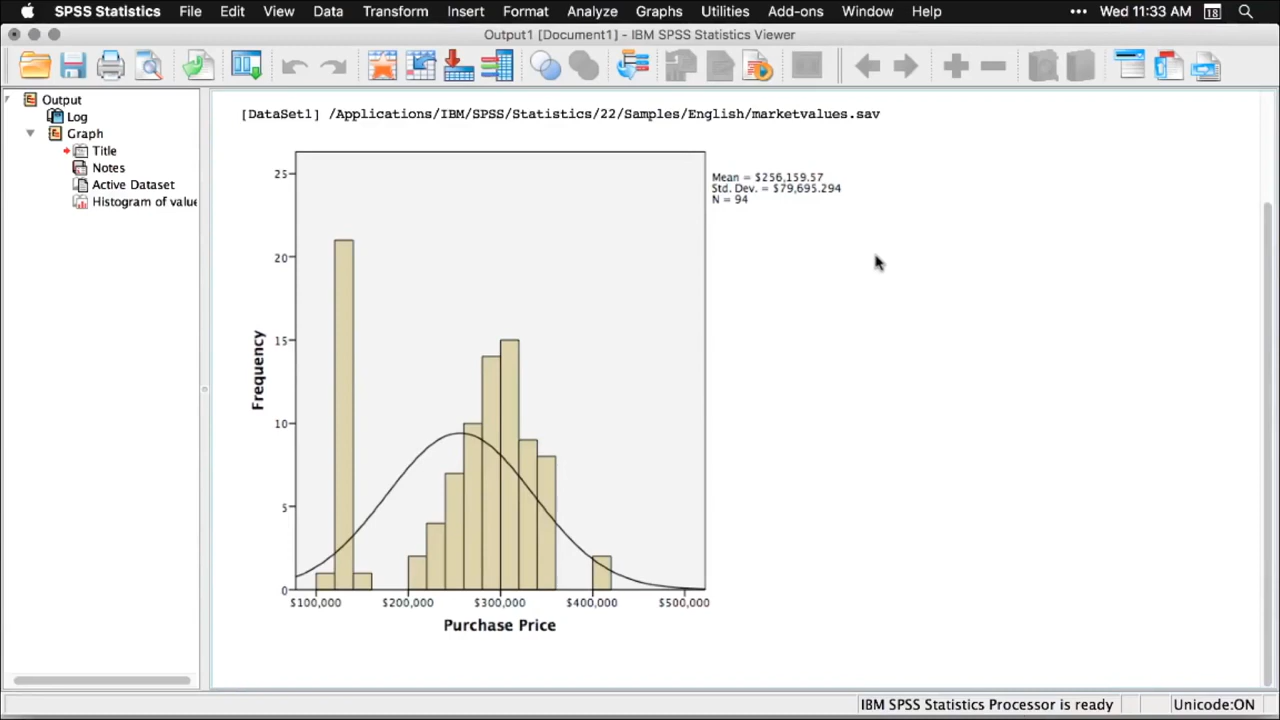 SPSS Statistics File Edit View Data Transform Insert Format Analyze Graphs Utilities Add-ons Window Help ••• Wed 11:33 AM 18
Output1 [Document1] - IBM SPSS Statistics Viewer
Output
Log
Graph
Title
Notes
Active Dataset
Histogram of value
[DataSet1] /Applications/IBM/SPSS/Statistics/22/Samples/English/marketvalues.sav
Mean = $256,159.57
Std. Dev. = $79,695.294
N = 94
25
20
15
10
5
0
Frequency
$100,000 $200,000 $300,000 $400,000 $500,000
Purchase Price
IBM SPSS Statistics Processor is ready Unicode:ON